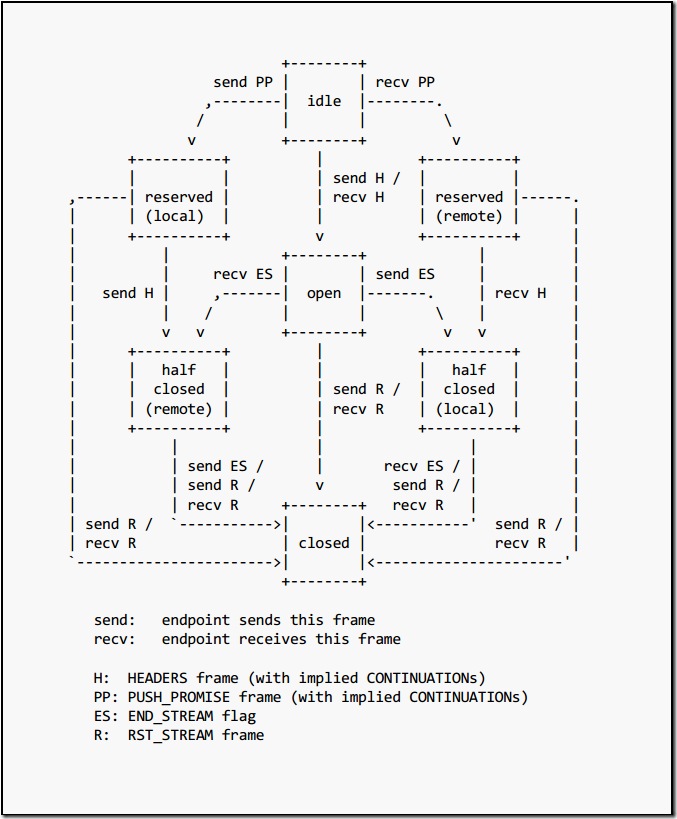 +--------+
                 send PP |        | recv PP
                ,--------|  idle  |--------.
               /         |        |         \
              v          +--------+          v
       +----------+          |           +----------+
       |          |          | send H /  |          |
,------| reserved |          | recv H    | reserved |------.
|      | (local)  |          |           | (remote) |      |
|      +----------+          v           +----------+      |
|          |             +--------+             |          |
|          |     recv ES |        | send ES     |          |
|   send H |     ,-------|  open  |-------.     | recv H   |
|          |    /        |        |        \    |          |
|          v   v         +--------+         v   v          |
|      +----------+          |           +----------+      |
|      |   half   |          |           |   half   |      |
|      |  closed  |          | send R /  |  closed  |      |
|      | (remote) |          | recv R    | (local)  |      |
|      +----------+          |           +----------+      |
|           |                |                 |           |
|           | send ES /      |       recv ES / |           |
|           | send R /       v        send R / |           |
|           | recv R     +--------+   recv R   |           |
| send R /  `----------->|        |<-----------'  send R / |
| recv R                 | closed |               recv R   |
`----------------------->|        |<----------------------'
                         +--------+
send:   endpoint sends this frame
recv:   endpoint receives this frame
H:  HEADERS frame (with implied CONTINUATIONs)
PP: PUSH_PROMISE frame (with implied CONTINUATIONs)
ES: END_STREAM flag
R:  RST_STREAM frame